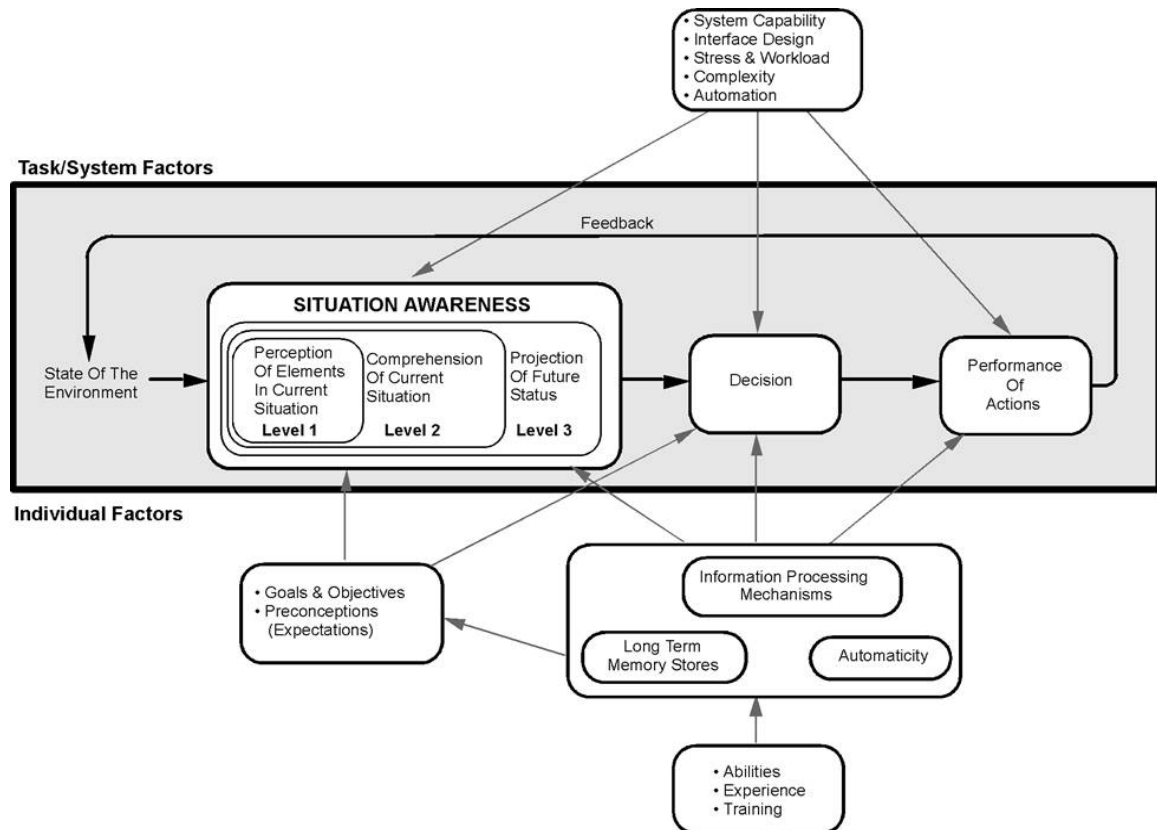 • System Capability
• Interface Design
• Stress & Workload
• Complexity
• Automation
Task/System Factors
Feedback
SITUATION AWARENESS
State Of The
Environment
Perception
Of Elements
In Current
Situation
Level 1
Comprehension
Of Current
Situation
Level 2
Projection
Of Future
Status
Level 3
Decision
Performance
Of
Actions
Individual Factors
• Goals & Objectives
• Preconceptions
(Expectations)
Information Processing
Mechanisms
Long Term
Memory Stores
Automaticity
• Abilities
• Experience
• Training